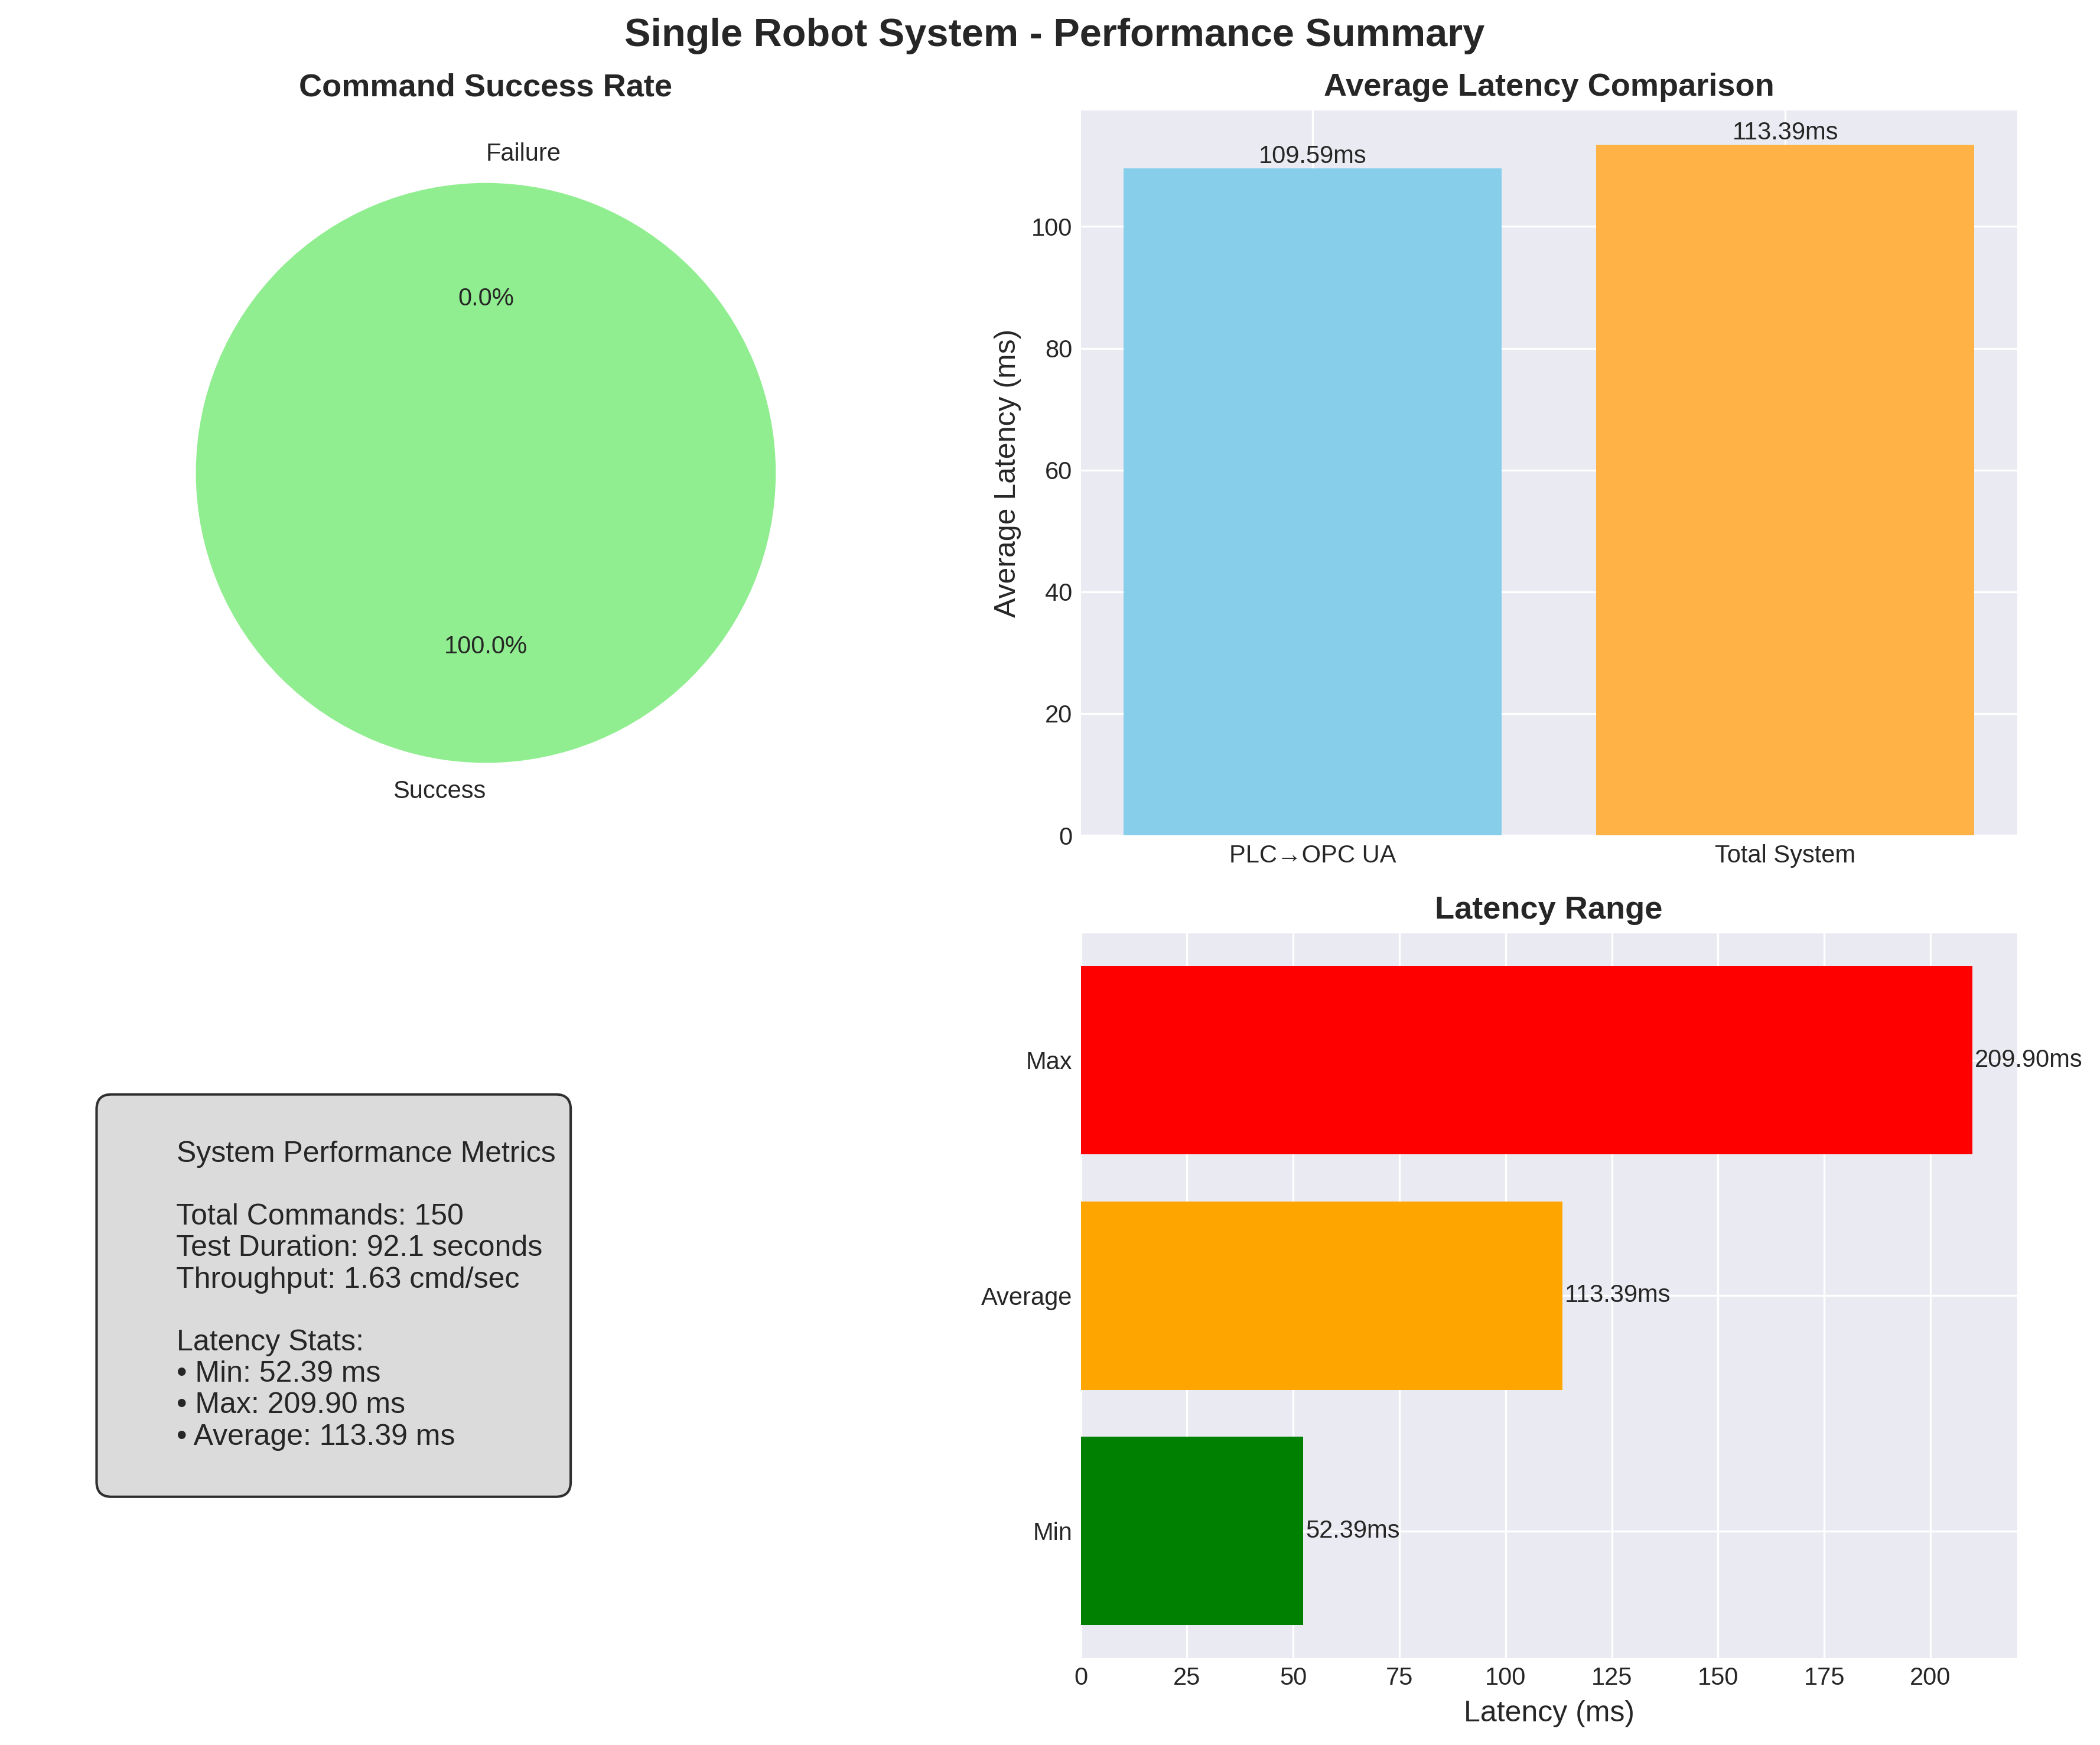 Single Robot System - Performance Summary
Command Success Rate
Failure
0.0%
100.0%
Success
Average Latency Comparison
109.59ms
113.39ms
Average Latency (ms)
100
80
60
40
20
0
PLC→OPC UA
Total System
System Performance Metrics
Total Commands: 150
Test Duration: 92.1 seconds
Throughput: 1.63 cmd/sec
Latency Stats:
• Min: 52.39 ms
• Max: 209.90 ms
• Average: 113.39 ms
Latency Range
Max
209.90ms
Average
113.39ms
Min
52.39ms
0 25 50 75 100 125 150 175 200
Latency (ms)